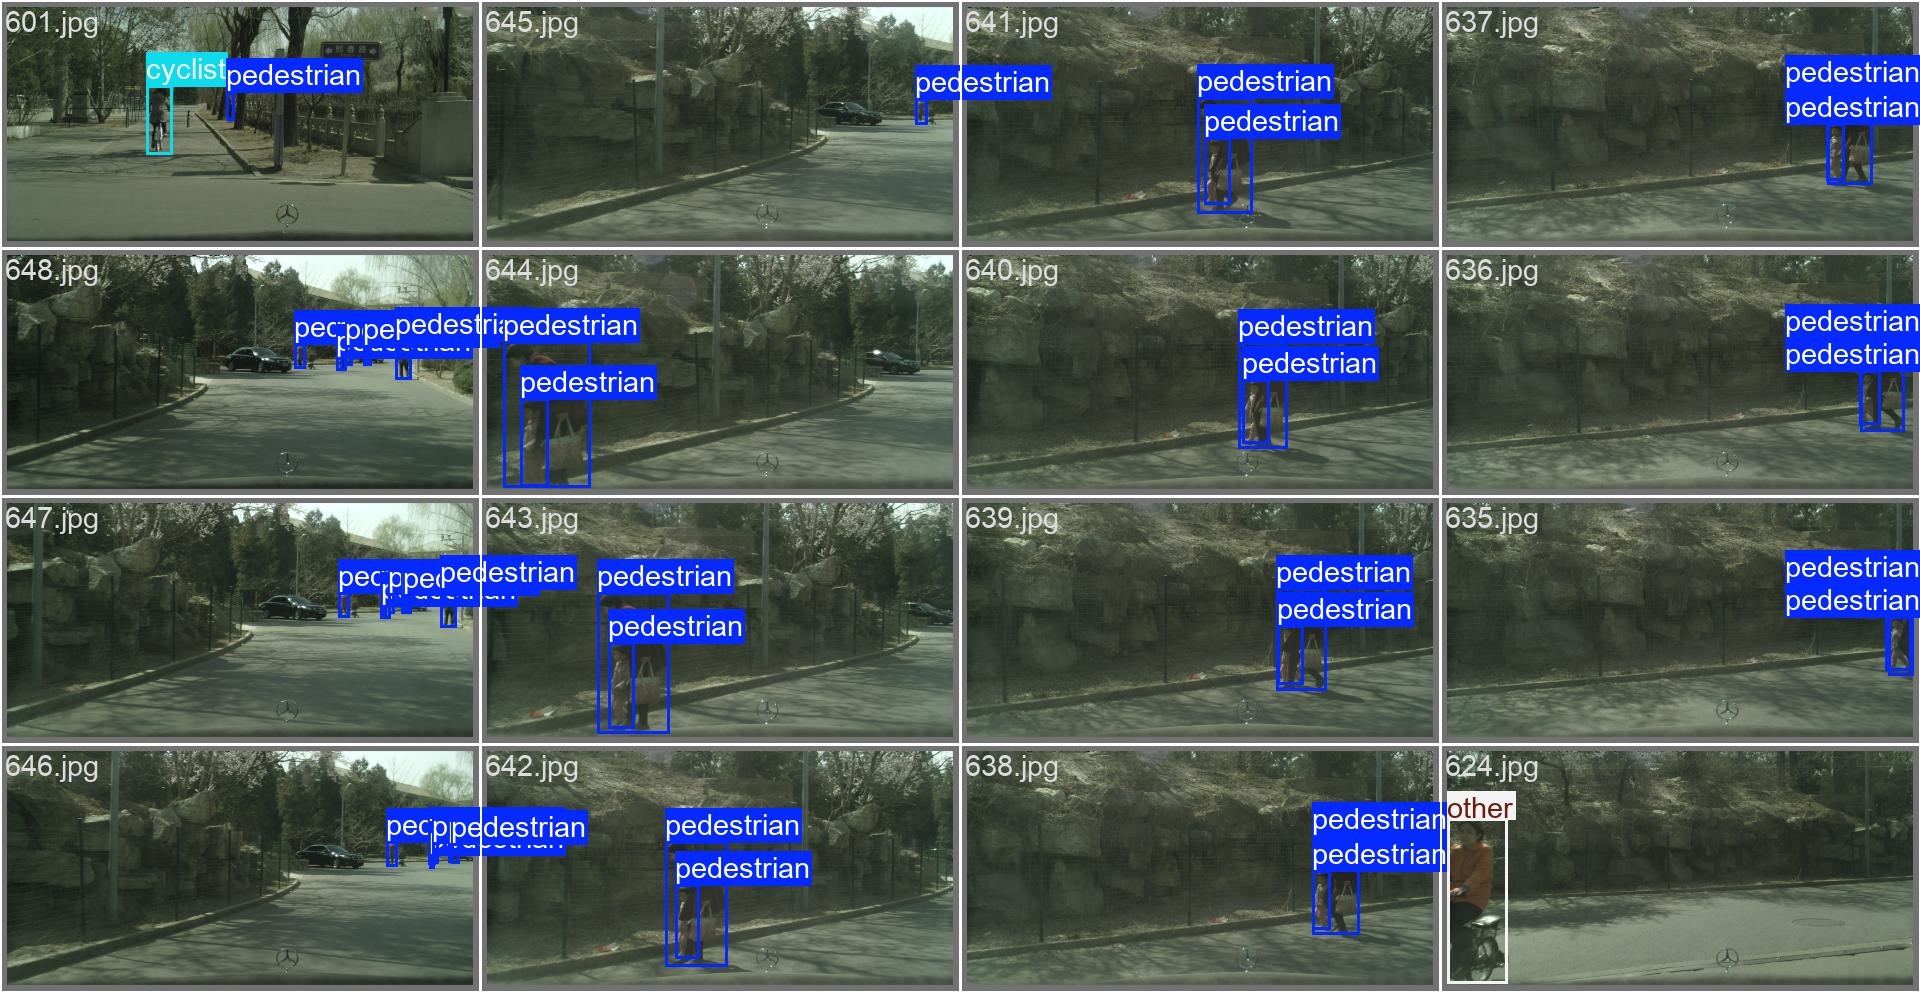 601.jpg
cyclist
pedestrian
645.jpg
pedestrian
641.jpg
pedestrian
pedestrian
637.jpg
pedestrian
pedestrian
648.jpg
pedestrian
644.jpg
pedestrian
pedestrian
640.jpg
pedestrian
pedestrian
636.jpg
pedestrian
pedestrian
647.jpg
pedestrian
643.jpg
pedestrian
pedestrian
639.jpg
pedestrian
pedestrian
635.jpg
pedestrian
pedestrian
646.jpg
pedestrian
642.jpg
pedestrian
pedestrian
638.jpg
pedestrian
pedestrian
624.jpg
other